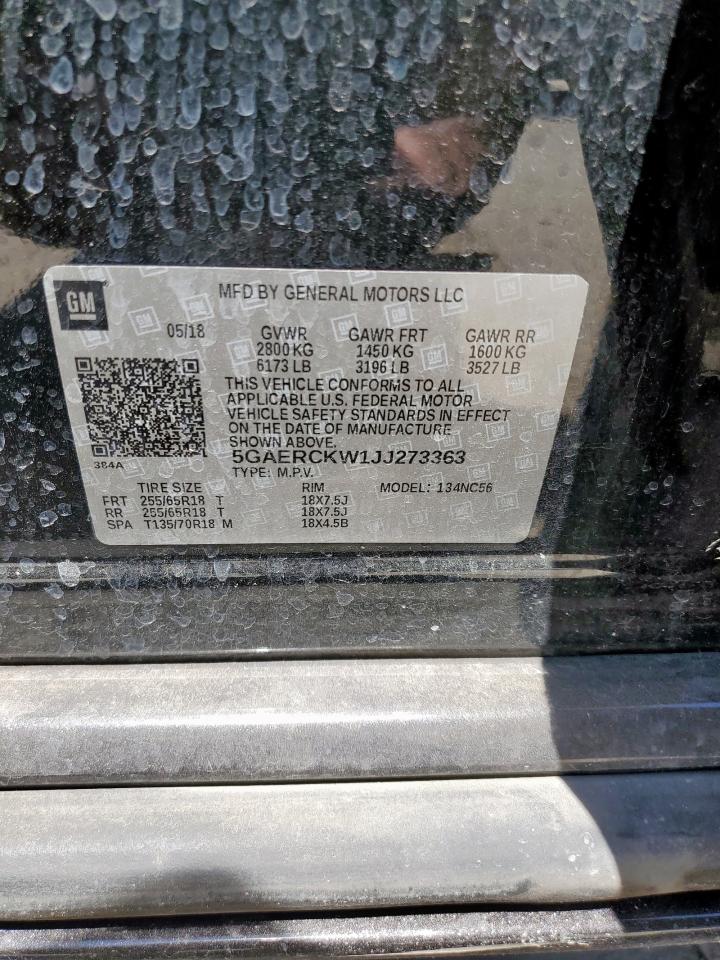 GM
MFD BY GENERAL MOTORS LLC
05/18 GVWR GAWR FRT GAWR RR
2800 KG 1450 KG 1600 KG
6173 LB 3196 LB 3527 LB
THIS VEHICLE CONFORMS TO ALL
APPLICABLE U.S. FEDERAL MOTOR
VEHICLE SAFETY STANDARDS IN EFFECT
ON THE DATE OF MANUFACTURE
SHOWN ABOVE.
384A
5GAERCKW1JJ273363
TYPE: M.P.V.
TIRE SIZE RIM MODEL: 134NC56
FRT 255/65R18 T 18X7.5J
RR 255/65R18 T 18X7.5J
SPA T135/70R18 M 18X4.5B